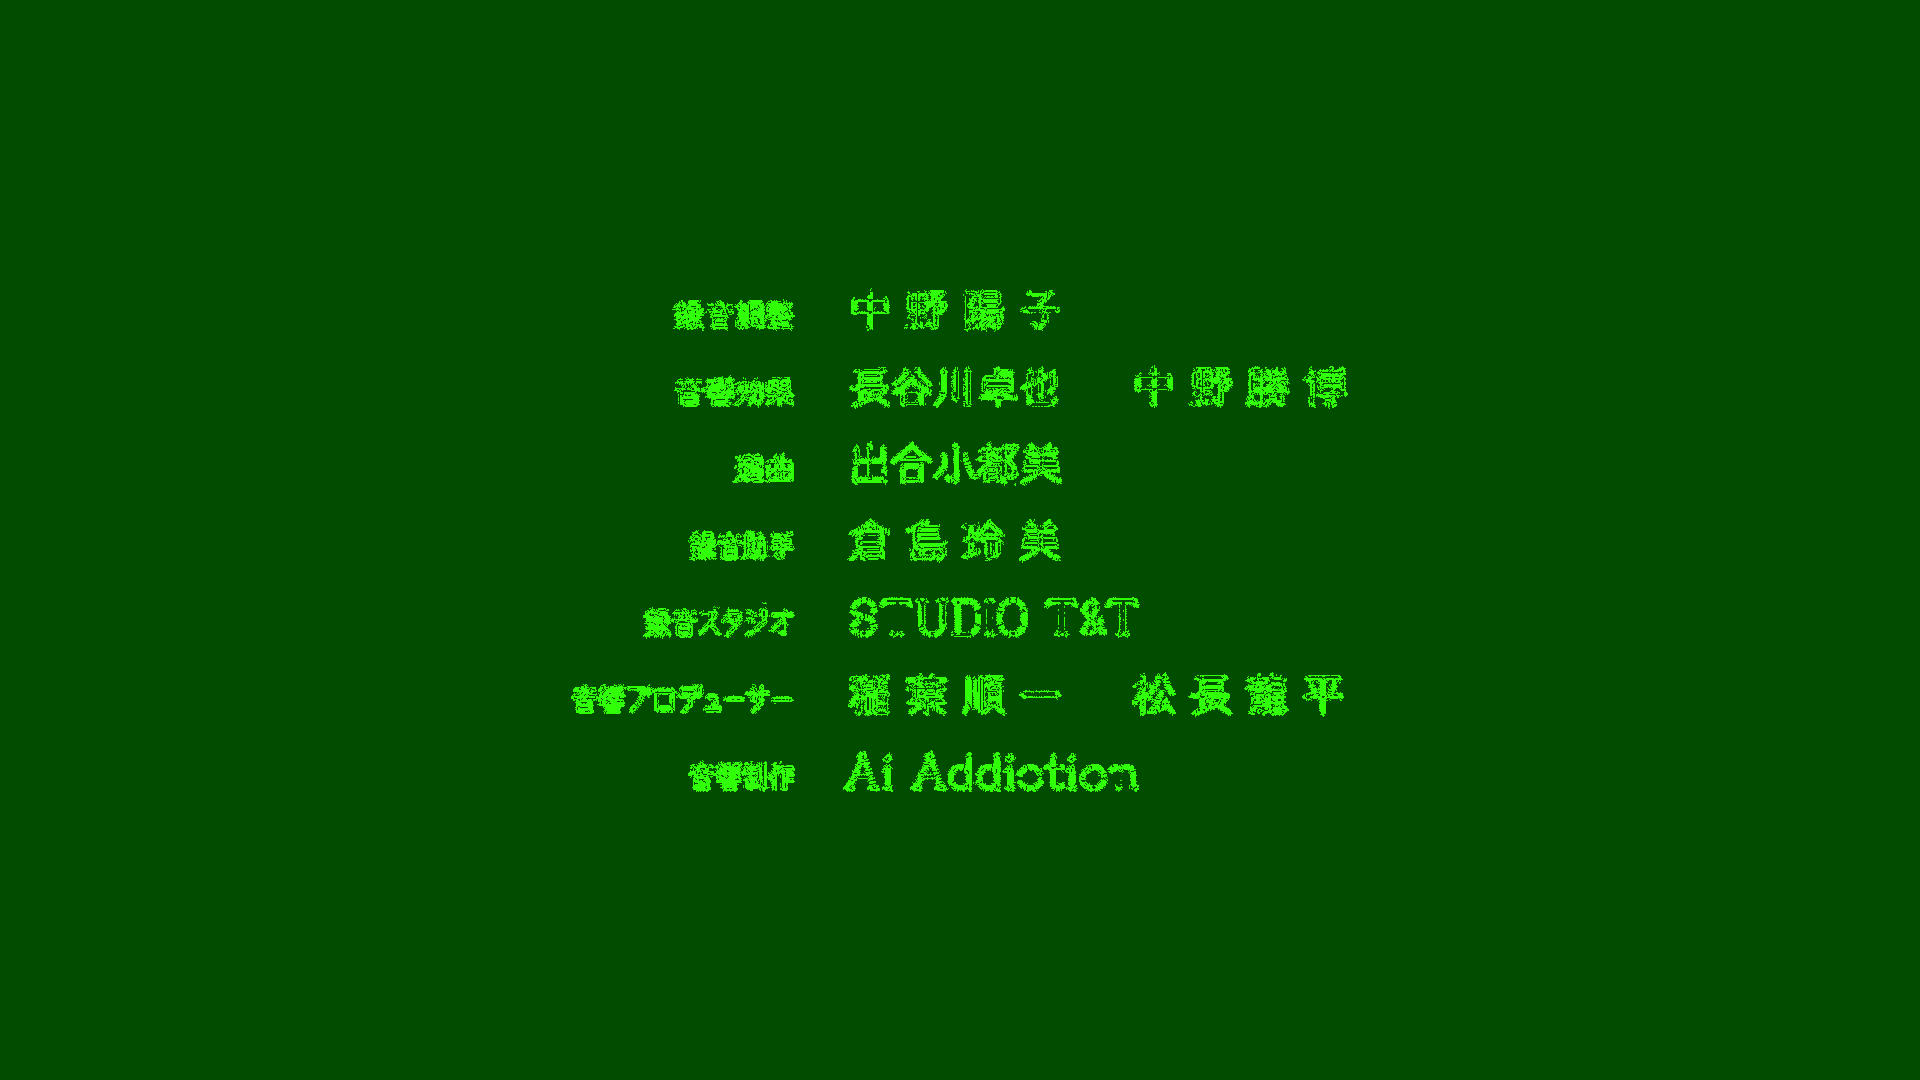 録音調整 中野陽子
音響効果 長谷川卓也 中野勝博
選曲 出合小都美
録音助手 倉島玲美
録音スタジオ STUDIO T&T
音響プロデューサー 稲葉順一 松長龍平
音響制作 Ai Addiction